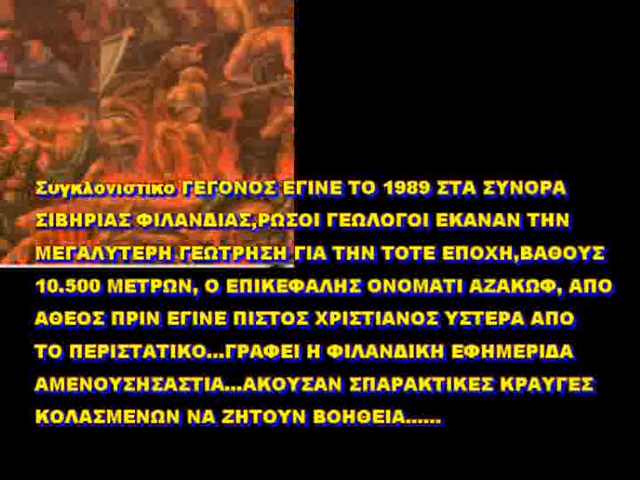 Συγκλονιστικο ΓΕΓΟΝΟΣ ΕΓΙΝΕ ΤΟ 1989 ΣΤΑ ΣΥΝΟΡΑ
ΣΙΒΗΡΙΑΣ ΦΙΛΑΝΔΙΑΣ,ΡΩΣΟΙ ΓΕΩΛΟΓΟΙ ΕΚΑΝΑΝ ΤΗΝ
ΜΕΓΑΛΥΤΕΡΗ ΓΕΩΤΡΗΣΗ ΓΙΑ ΤΗΝ ΤΟΤΕ ΕΠΟΧΗ,ΒΑΘΟΥΣ
10.500 ΜΕΤΡΩΝ, Ο ΕΠΙΚΕΦΑΛΗΣ ΟΝΟΜΑΤΙ ΑΖΑΚΩΦ, ΑΠΟ
ΑΘΕΟΣ ΠΡΙΝ ΕΓΙΝΕ ΠΙΣΤΟΣ ΧΡΙΣΤΙΑΝΟΣ ΥΣΤΕΡΑ ΑΠΟ
ΤΟ ΠΕΡΙΣΤΑΤΙΚΟ...ΓΡΑΦΕΙ Η ΦΙΛΑΝΔΙΚΗ ΕΦΗΜΕΡΙΔΑ
ΑΜΕΝΟΥΣΗΣΑΣΤΙΑ...ΑΚΟΥΣΑΝ ΣΠΑΡΑΚΤΙΚΕΣ ΚΡΑΥΓΕΣ
ΚΟΛΑΣΜΕΝΩΝ ΝΑ ΖΗΤΟΥΝ ΒΟΗΘΕΙΑ......